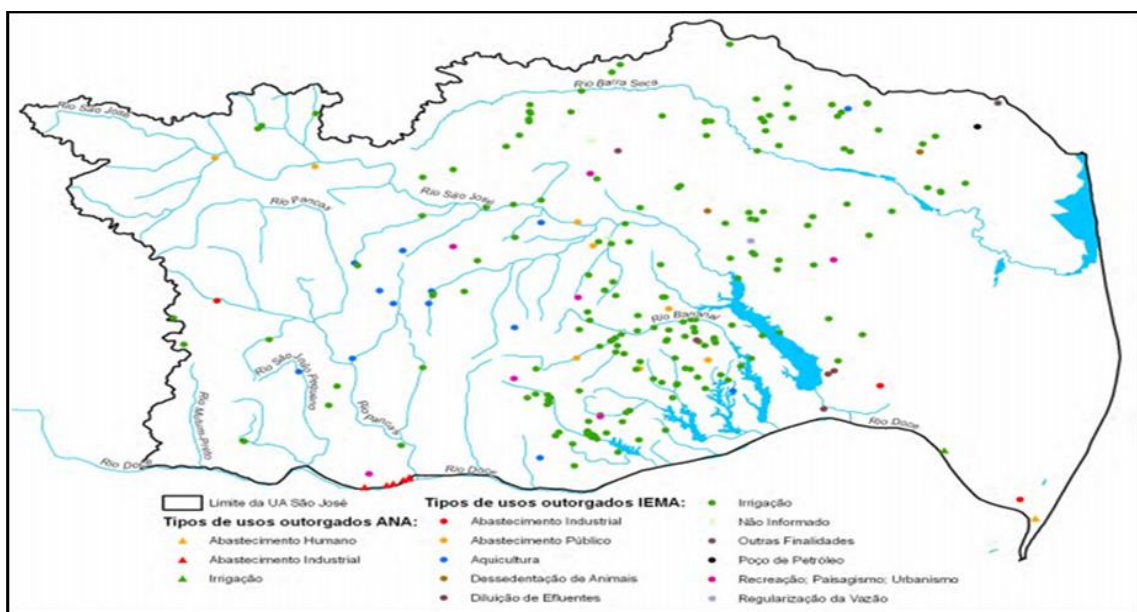 Rio Barra Seca
Rio São José
Rio Pancas
Rio São José
Rio Bananal
Rio São João Pequeno
Rio Mutum-Preto
Rio Pancas
Rio Doce
Rio Doce
Rio Doce
Limite da UA São José
Tipos de usos outorgados ANA:
Abastecimento Humano
Abastecimento Industrial
Irrigação
Tipos de usos outorgados IEMA:
Abastecimento Industrial
Abastecimento Público
Aquicultura
Dessedentação de Animais
Diluição de Efluentes
Irrigação
Não Informado
Outras Finalidades
Poço de Petróleo
Recreação; Paisagismo; Urbanismo
Regularização da Vazão